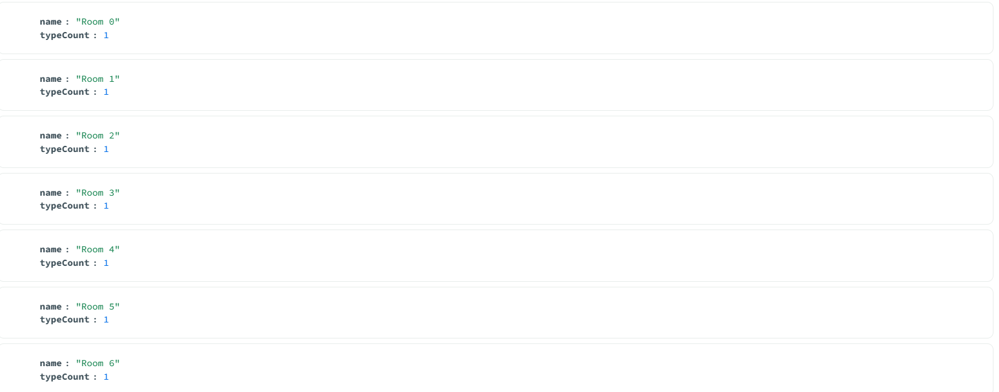 name : "Room 0"
typeCount : 1
name : "Room 1"
typeCount : 1
name : "Room 2"
typeCount : 1
name : "Room 3"
typeCount : 1
name : "Room 4"
typeCount : 1
name : "Room 5"
typeCount : 1
name : "Room 6"
typeCount : 1